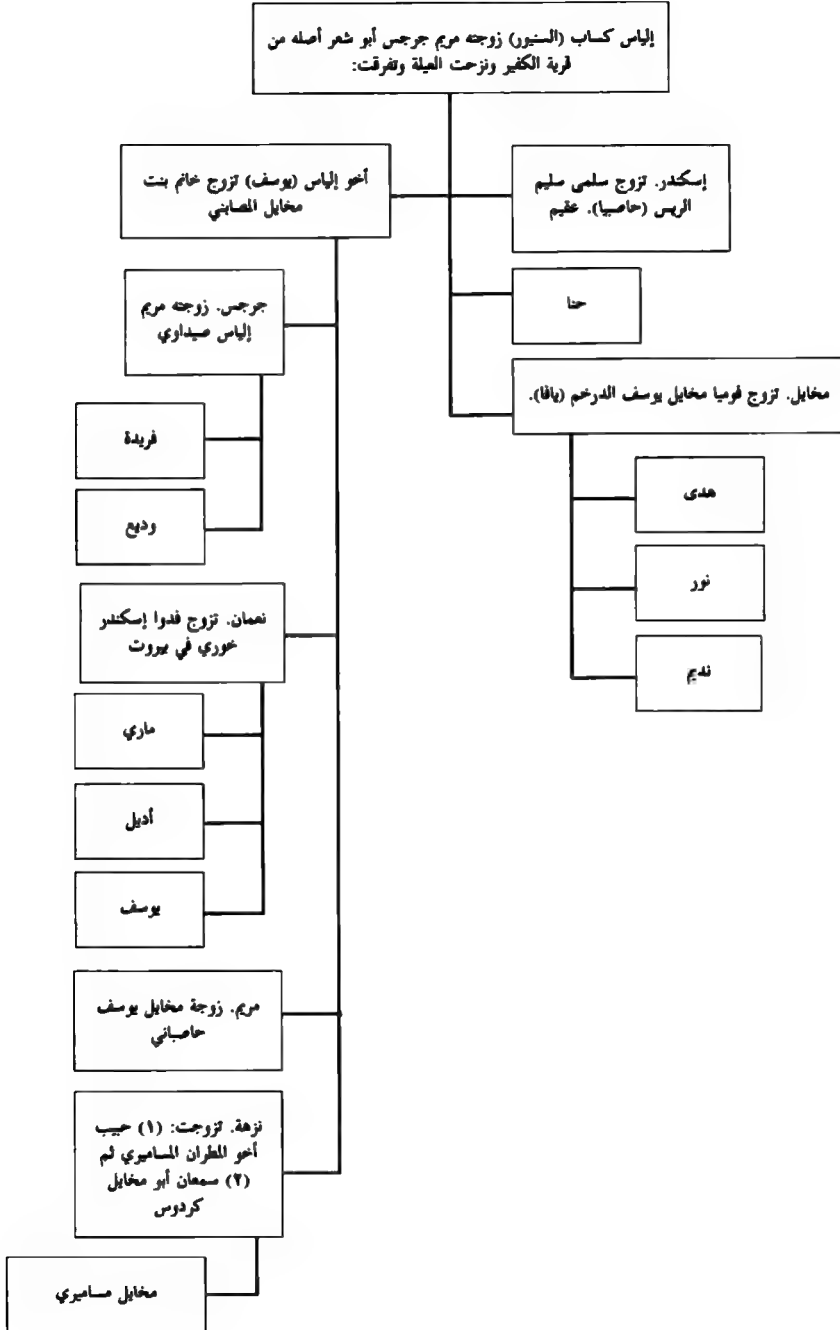 إلياس كساب (السنيور) زوجته مريم جرجس أبو شعر أصله من
قرية الكفير ونزحت العيلة وتفرقت:
إسكندر. تزوج سلمى سليم
الريس (حاصبيا). عقيم
حنا
مخايل. تزوج قوميا مخايل يوسف الدرخم (يافا).
هدى
نور
نديم
أخو إلياس (يوسف) تزوج خانم بنت
مخايل المصابني
جرجس. زوجته مريم
إلياس صيداوي
فريدة
وديع
نعمان. تزوج فدوا إسكندر
خوري في بيروت
ماري
أديل
يوسف
مريم. زوجة مخايل يوسف
حاصباني
نزهة. تزوجت: (١) حبيب
أخو المطران المساميري ثم
(٢) سمعان أبو مخايل
كردوس
مخايل مساميري